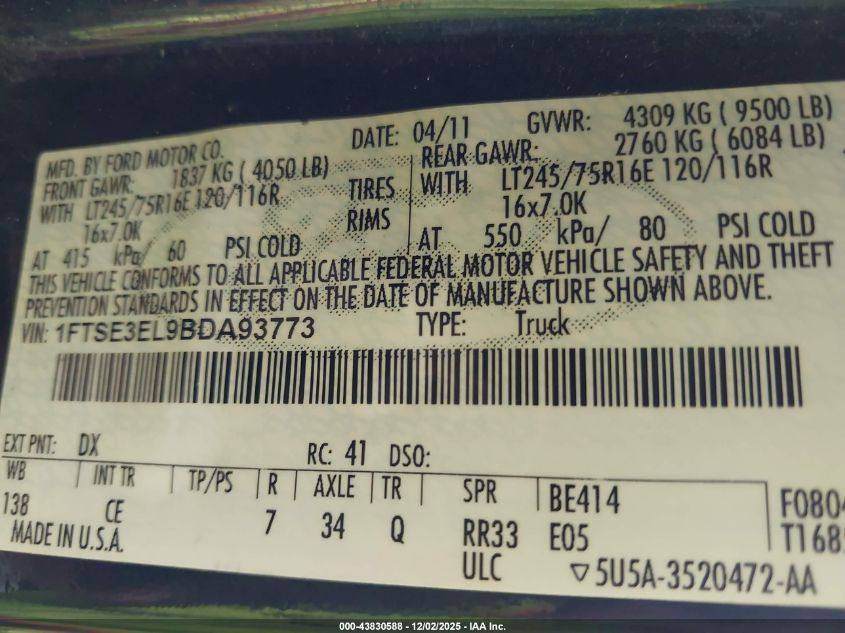 MFD. BY FORD MOTOR CO.
DATE: 04/11 GVWR: 4309 KG ( 9500 LB)
FRONT GAWR: 1837 KG ( 4050 LB)
REAR GAWR: 2760 KG ( 6084 LB)
WITH LT245/75R16E 120/116R
TIRES
WITH LT245/75R16E 120/116R
16x7.0K
RIMS
16x7.0K
AT 415 kPa/ 60 PSI COLD
AT 550 kPa/ 80 PSI COLD
THIS VEHICLE CONFORMS TO ALL APPLICABLE FEDERAL MOTOR VEHICLE SAFETY AND THEFT
PREVENTION STANDARDS IN EFFECT ON THE DATE OF MANUFACTURE SHOWN ABOVE.
VIN: 1FTSE3EL9BDA93773 TYPE: Truck
EXT PNT: DX RC: 41 DSO:
WB INT TR TP/PS R AXLE TR SPR BE414 F0804
138 CE 7 34 Q RR33 E05 T168
MADE IN U.S.A. ULC ▽5U5A-3520472-AA
000-43830588 - 12/02/2025 - IAA Inc.